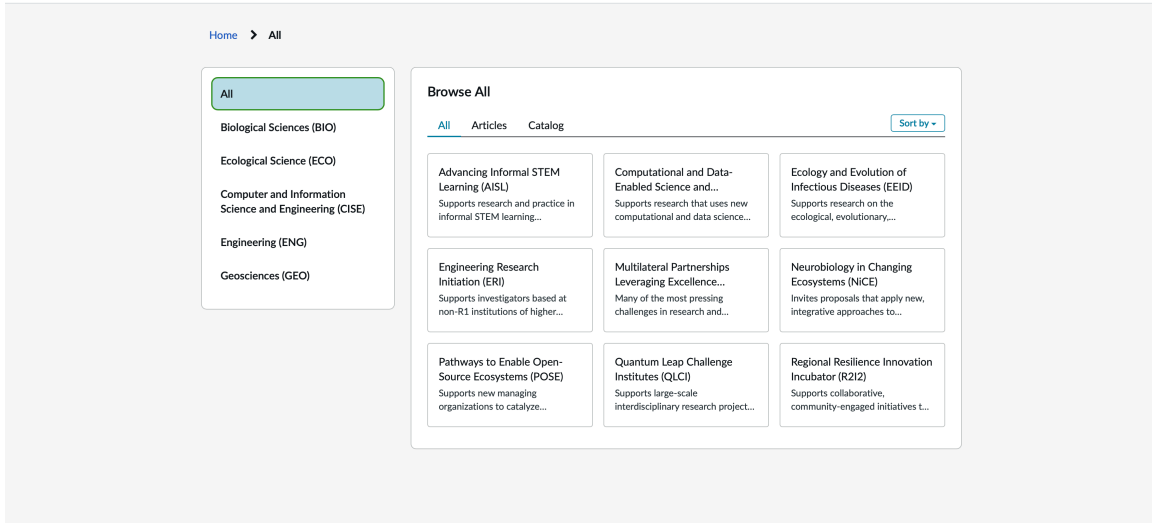 Home > All
All
Biological Sciences (BIO)
Ecological Science (ECO)
Computer and Information
Science and Engineering (CISE)
Engineering (ENG)
Geosciences (GEO)
Browse All
All Articles Catalog
Sort by
Advancing Informal STEM
Learning (AISL)
Supports research and practice in
informal STEM learning...
Computational and Data-
Enabled Science and...
Supports research that uses new
computational and data science...
Ecology and Evolution of
Infectious Diseases (EEID)
Supports research on the
ecological, evolutionary,...
Engineering Research
Initiation (ERI)
Supports investigators based at
non-R1 institutions of higher...
Multilateral Partnerships
Leveraging Excellence...
Many of the most pressing
challenges in research and...
Neurobiology in Changing
Ecosystems (NiCE)
Invites proposals that apply new,
integrative approaches to...
Pathways to Enable Open-
Source Ecosystems (POSE)
Supports new managing
organizations to catalyze...
Quantum Leap Challenge
Institutes (QLCI)
Supports large-scale
interdisciplinary research project...
Regional Resilience Innovation
Incubator (R2I2)
Supports collaborative,
community-engaged initiatives t...